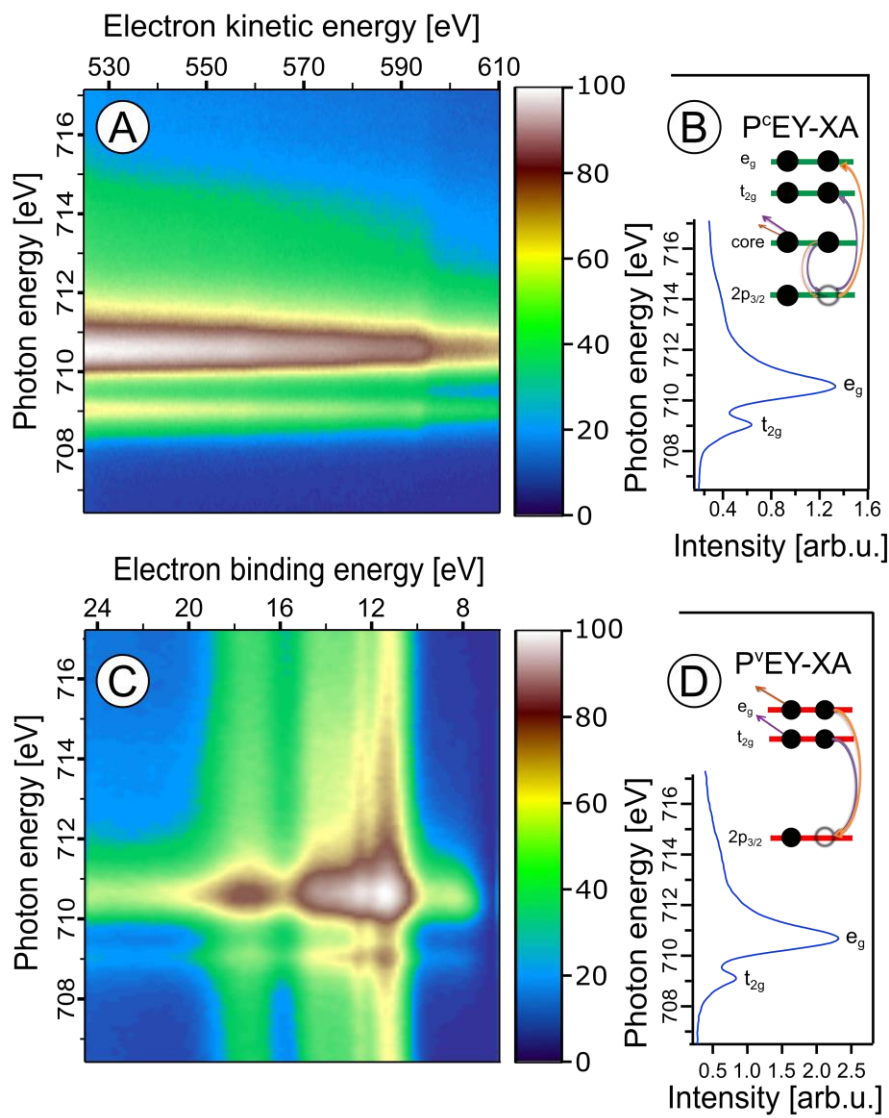 Electron kinetic energy [eV]
530 550 570 590 610
A
Photon energy [eV]
716
714
712
710
708
100
80
60
40
20
0
B
PᶜEY-XA
e_g
t_2g
core
2p_3/2
Photon energy [eV]
716
714
712
710
708
e_g
t_2g
0.4 0.8 1.2 1.6
Intensity [arb.u.]
Electron binding energy [eV]
24 20 16 12 8
C
Photon energy [eV]
716
714
712
710
708
100
80
60
40
20
0
D
PᵛEY-XA
e_g
t_2g
2p_3/2
Photon energy [eV]
716
714
712
710
708
e_g
t_2g
0.5 1.0 1.5 2.0 2.5
Intensity [arb.u.]